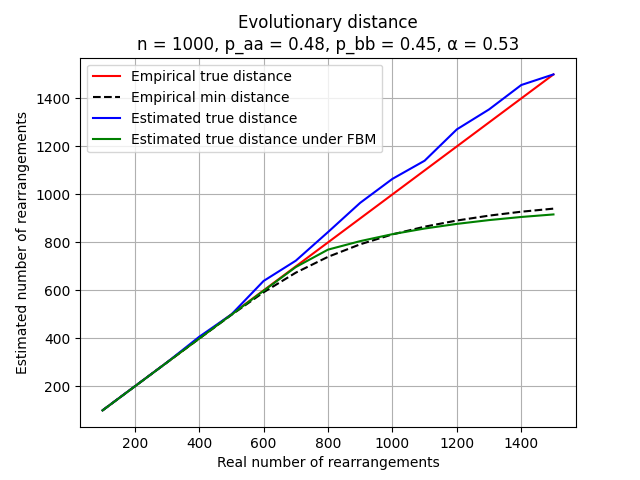 Evolutionary distance
n = 1000, p_aa = 0.48, p_bb = 0.45, α = 0.53
Empirical true distance
Empirical min distance
Estimated true distance
Estimated true distance under FBM
1400
1200
1000
800
600
400
200
Estimated number of rearrangements
200 400 600 800 1000 1200 1400
Real number of rearrangements